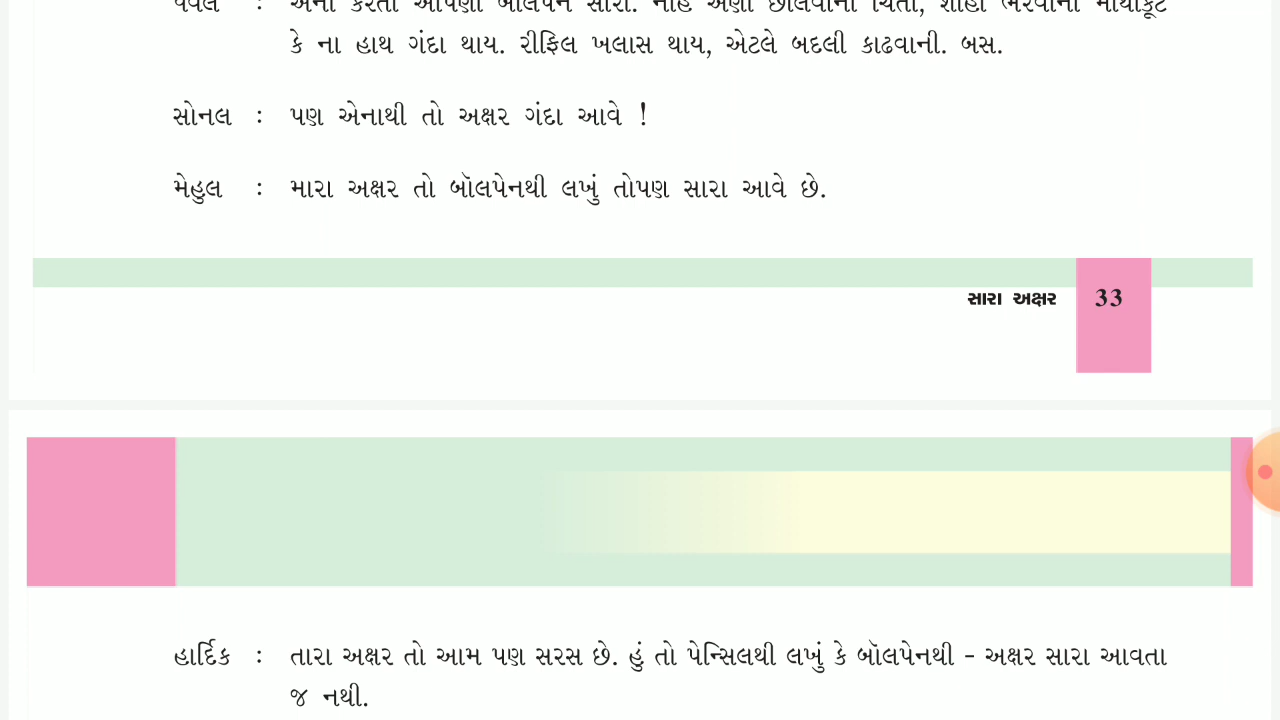 કે ના હાથ ગંદા થાય. રીફિલ ખલાસ થાય, એટલે બદલી કાઢવાની. બસ.
સોનલ : પણ એનાથી તો અક્ષર ગંદા આવે !
મેહુલ : મારા અક્ષર તો બૉલપેનથી લખું તોપણ સારા આવે છે.
સારા અક્ષર 33
હાર્દિક : તારા અક્ષર તો આમ પણ સરસ છે. હું તો પેન્સિલથી લખું કે બૉલપેનથી - અક્ષર સારા આવતા
જ નથી.